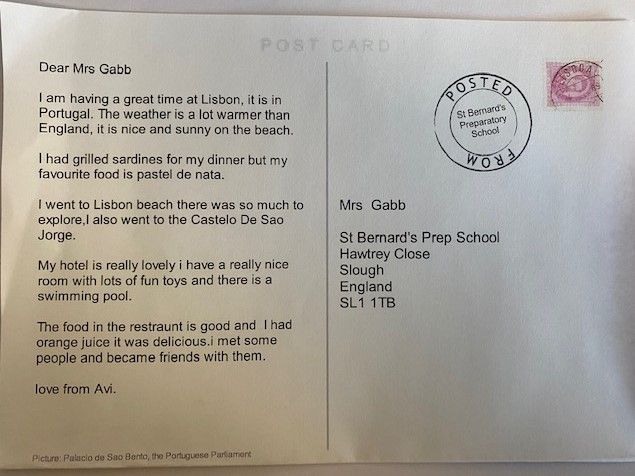 POST CARD
Dear Mrs Gabb
I am having a great time at Lisbon, it is in
Portugal. The weather is a lot warmer than
England, it is nice and sunny on the beach.
I had grilled sardines for my dinner but my
favourite food is pastel de nata.
I went to Lisbon beach there was so much to
explore,I also went to the Castelo De Sao
Jorge.
My hotel is really lovely i have a really nice
room with lots of fun toys and there is a
swimming pool.
The food in the restraunt is good and I had
orange juice it was delicious.i met some
people and became friends with them.
love from Avi.
Picture: Palacio de Sao Bento, the Portuguese Parliament
POSTED
St Bernard's
Preparatory
School
FROM
Mrs Gabb
St Bernard's Prep School
Hawtrey Close
Slough
England
SL1 1TB